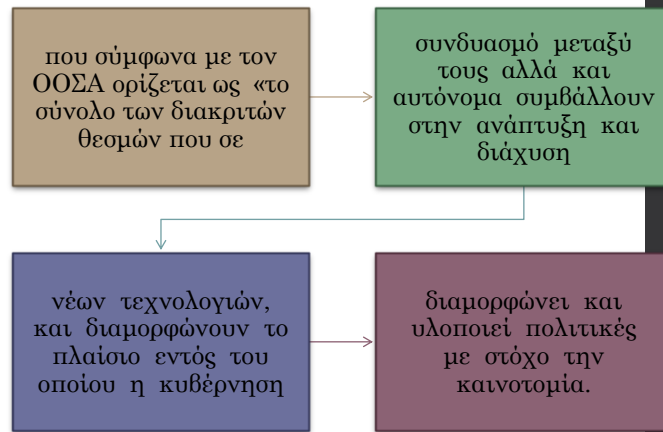 που σύμφωνα με τον
ΟΟΣΑ ορίζεται ως «το
σύνολο των διακριτών
θεσμών που σε
συνδυασμό μεταξύ
τους αλλά και
αυτόνομα συμβάλλουν
στην ανάπτυξη και
διάχυση
νέων τεχνολογιών,
και διαμορφώνουν το
πλαίσιο εντός του
οποίου η κυβέρνηση
διαμορφώνει και
υλοποιεί πολιτικές
με στόχο την
καινοτομία.